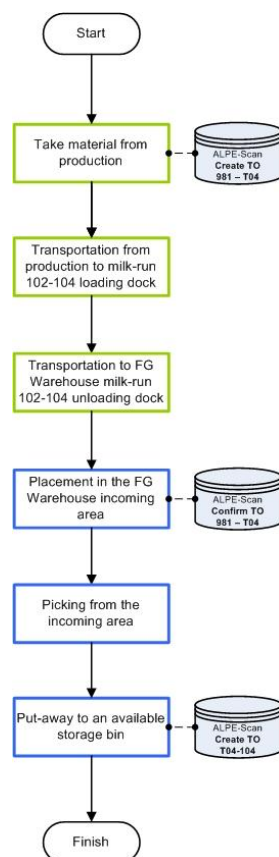 Start
Take material from
production
ALPE-Scan
Create TO
981 – T04
Transportation from
production to milk-run
102-104 loading dock
Transportation to FG
Warehouse milk-run
102-104 unloading dock
Placement in the FG
Warehouse incoming
area
ALPE-Scan
Confirm TO
981 – T04
Picking from the
incoming area
Put-away to an available
storage bin
ALPE-Scan
Create TO
T04-104
Finish